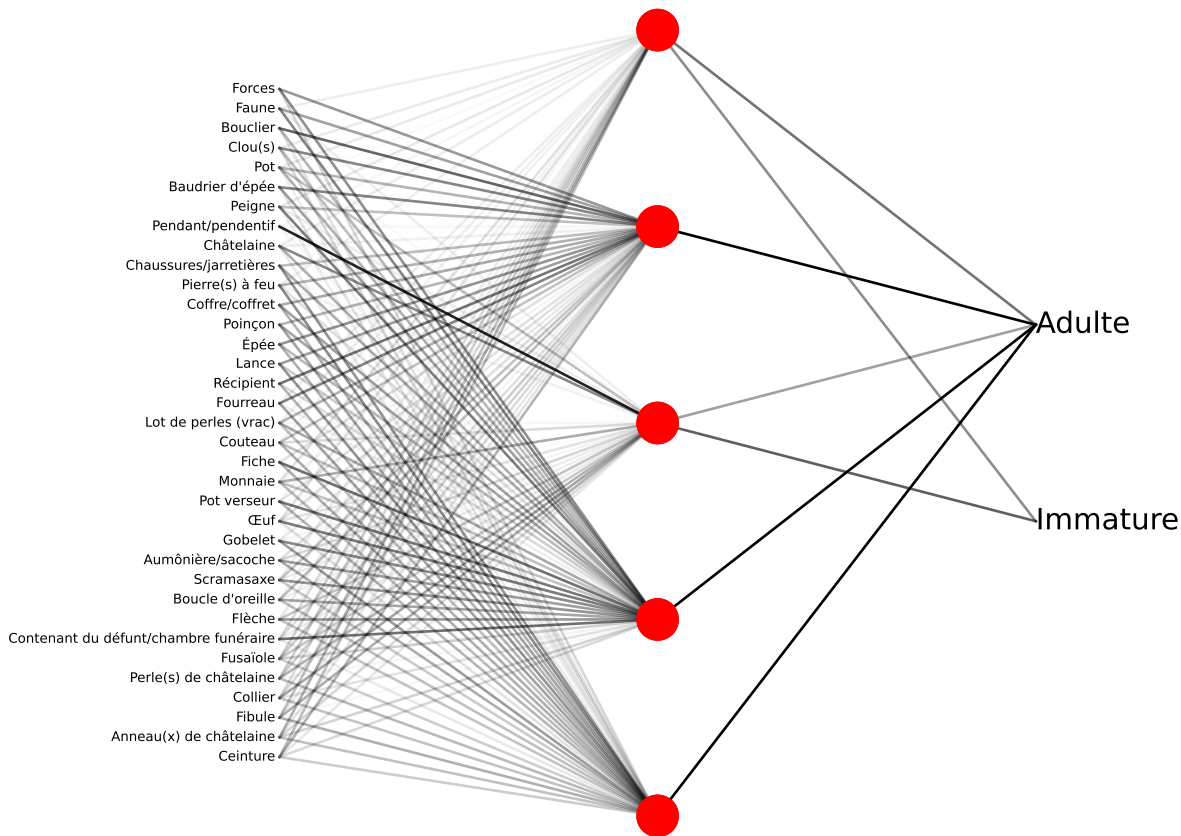 Forces
Faune
Bouclier
Clou(s)
Pot
Baudrier d'épée
Peigne
Pendant/pendentif
Châtelaine
Chaussures/jarretières
Pierre(s) à feu
Coffre/coffret
Poinçon
Épée
Lance
Récipient
Fourreau
Lot de perles (vrac)
Couteau
Fiche
Monnaie
Pot verseur
Œuf
Gobelet
Aumônière/sacoche
Scramasaxe
Boucle d'oreille
Flèche
Contenant du défunt/chambre funéraire
Fusaïole
Perle(s) de châtelaine
Collier
Fibule
Anneau(x) de châtelaine
Ceinture
Adulte
Immature